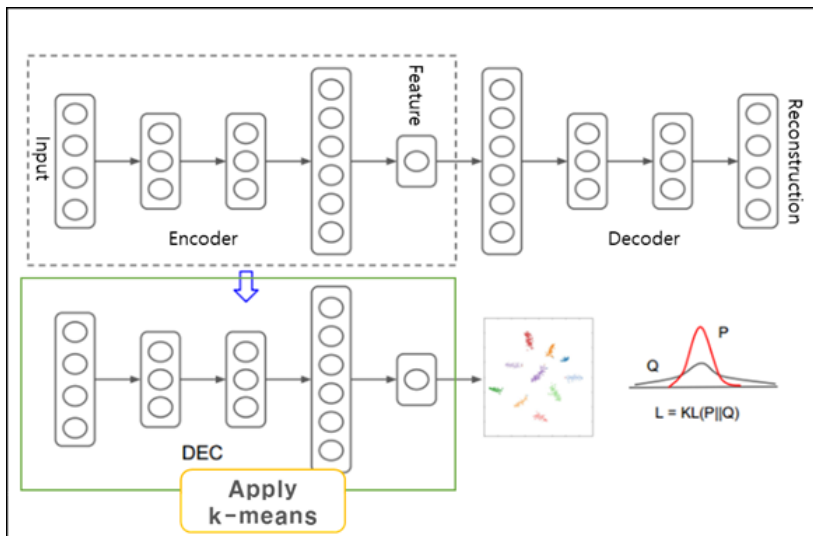 Input
Encoder
Feature
Decoder
Reconstruction
DEC
Apply
k-means
P
Q
L = KL(P||Q)